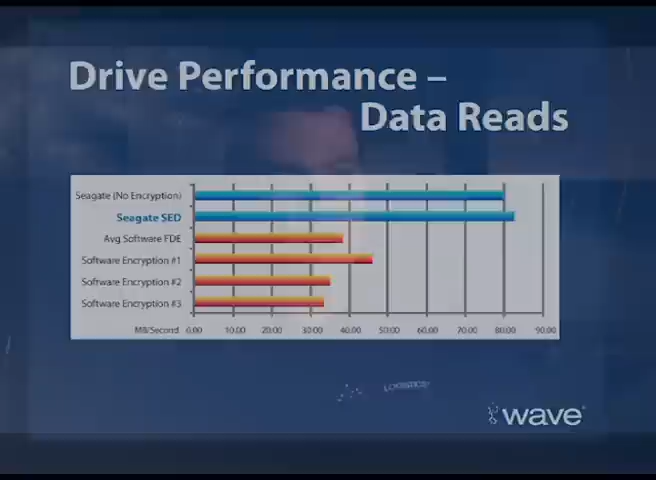 Drive Performance –
Data Reads
Seagate (No Encryption)
Seagate SED
Avg Software FDE
Software Encryption #1
Software Encryption #2
Software Encryption #3
MB/Second 0.00 10.00 20.00 30.00 40.00 50.00 60.00 70.00 80.00 90.00
LOGISTICS
wave